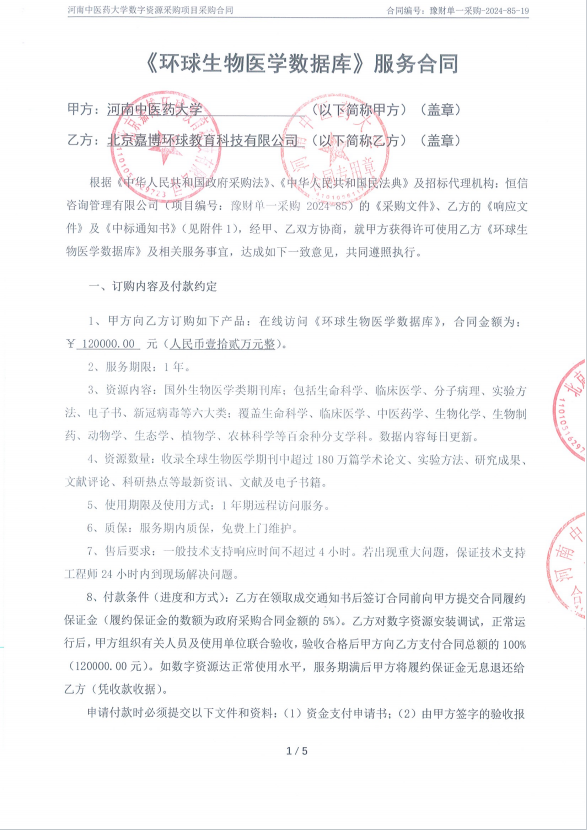 河南中医药大学数字资源采购项目采购合同 合同编号：豫财单一采购-2024-85-19
《环球生物医学数据库》服务合同
甲方：河南中医药大学 （以下简称甲方）（盖章）
乙方：北京嘉博环球教育科技有限公司 （以下简称乙方）（盖章）
根据《中华人民共和国政府采购法》、《中华人民共和国民法典》及招标代理机构：恒信
咨询管理有限公司（项目编号：豫财单一采购-2024-85）的《采购文件》、乙方的《响应文
件》及《中标通知书》（见附件1），经甲、乙双方协商，就甲方获得许可使用乙方《环球生
物医学数据库》及相关服务事宜，达成如下一致意见，共同遵照执行。
一、订购内容及付款约定
1、甲方向乙方订购如下产品：在线访问《环球生物医学数据库》，合同金额为：
￥ 120000.00 元（人民币壹拾贰万元整）。
2、服务期限：1年。
3、资源内容：国外生物医学类期刊库：包括生命科学、临床医学、分子病理、实验方
法、电子书、新冠病毒等六大类；覆盖生命科学、临床医学、中医药学、生物化学、生物制
药、动物学、生态学、植物学、农林科学等百余种分支学科。数据内容每日更新。
4、资源数量：收录全球生物医学期刊中超过180万篇学术论文、实验方法、研究成果、
文献评论、科研热点等最新资讯、文献及电子书籍。
5、使用期限及使用方式：1年期远程访问服务。
6、质保：服务期内质保，免费上门维护。
7、售后要求：一般技术支持响应时间不超过4小时。若出现重大问题，保证技术支持
工程师24小时内到现场解决问题。
8、付款条件（进度和方式）：乙方在领取成交通知书后签订合同前向甲方提交合同履约
保证金（履约保证金的数额为政府采购合同金额的5%）。乙方对数字资源安装调试，正常运
行后，甲方组织有关人员及使用单位联合验收，验收合格后甲方向乙方支付合同总额的100%
（120000.00元）。如数字资源达正常使用水平，服务期满后甲方将履约保证金无息退还给
乙方（凭收款收据）。
申请付款时必须提交以下文件和资料：（1）资金支付申请书；（2）由甲方签字的验收报
1 / 5